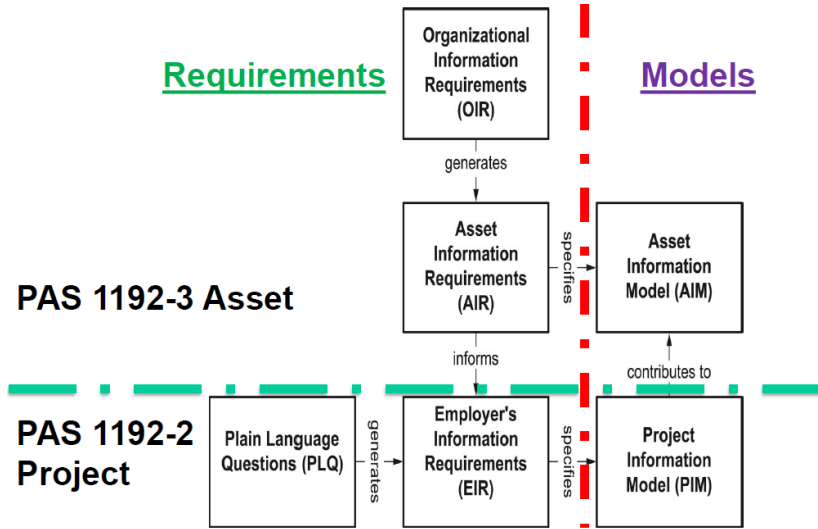 Requirements
Models
Organizational
Information
Requirements
(OIR)
generates
Asset
Information
Requirements
(AIR)
specifies
Asset
Information
Model (AIM)
PAS 1192-3 Asset
informs
contributes to
PAS 1192-2
Project
Plain Language
Questions (PLQ)
generates
Employer's
Information
Requirements
(EIR)
specifies
Project
Information
Model (PIM)